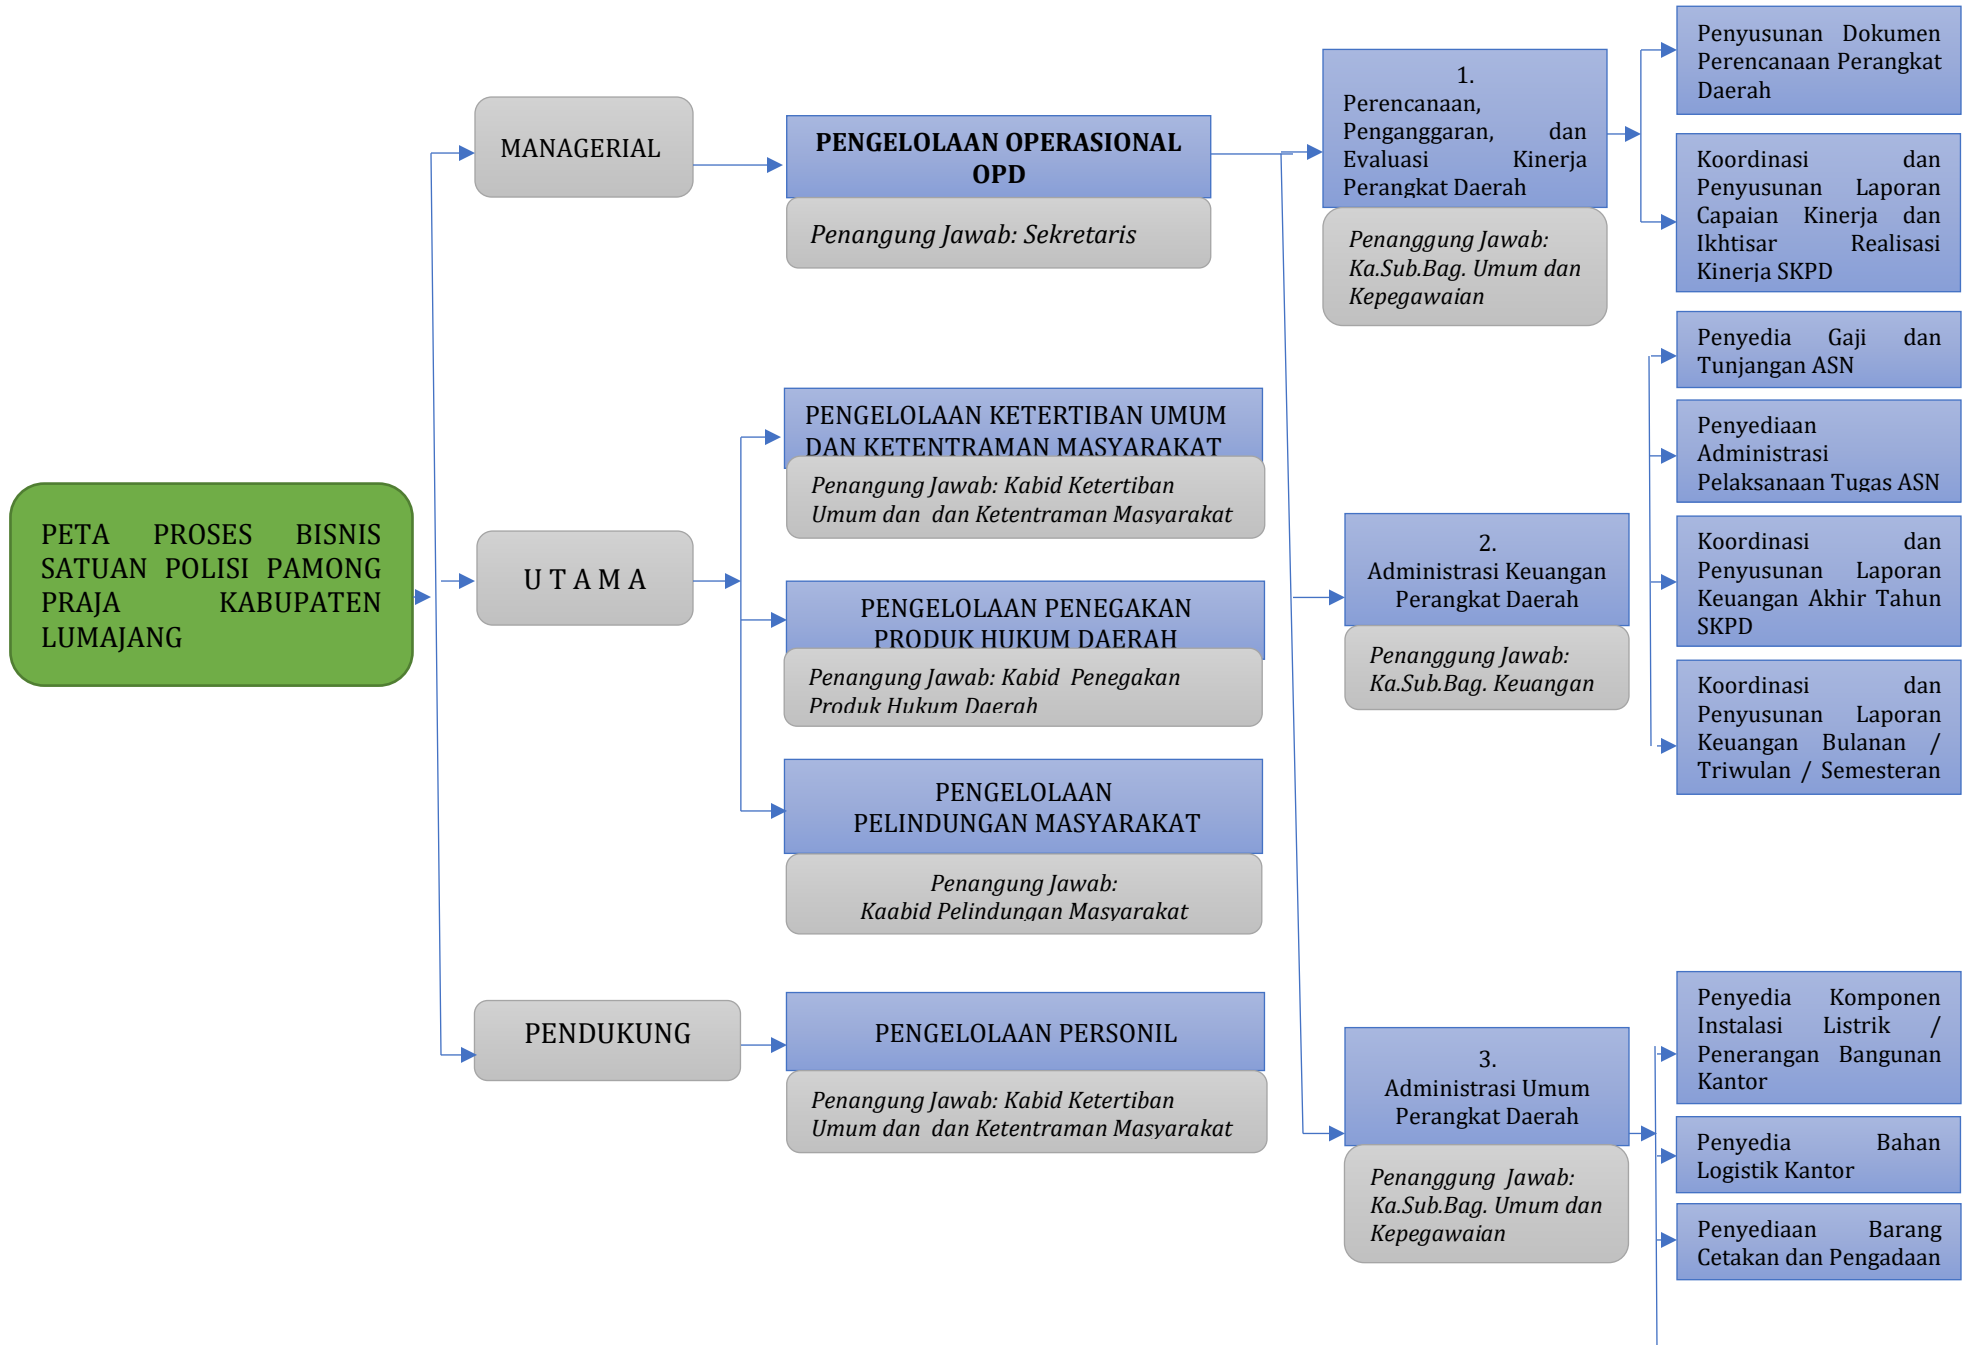 PETA PROSES BISNIS
SATUAN POLISI PAMONG
PRAJA KABUPATEN
LUMAJANG
MANAGERIAL
PENGELOLAAN OPERASIONAL
OPD
Penangung Jawab: Sekretaris
U T A M A
PENGELOLAAN KETERTIBAN UMUM
DAN KETENTRAMAN MASYARAKAT
Penangung Jawab: Kabid Ketertiban
Umum dan  dan Ketentraman Masyarakat
PENGELOLAAN PENEGAKAN
PRODUK HUKUM DAERAH
Penangung Jawab: Kabid  Penegakan
Produk Hukum Daerah
PENGELOLAAN
PELINDUNGAN MASYARAKAT
Penangung Jawab:
Kaabid Pelindungan Masyarakat
PENDUKUNG
PENGELOLAAN PERSONIL
Penangung Jawab: Kabid Ketertiban
Umum dan  dan Ketentraman Masyarakat
1.
Perencanaan,
Penganggaran, dan
Evaluasi Kinerja
Perangkat Daerah
Penanggung Jawab:
Ka.Sub.Bag. Umum dan
Kepegawaian
Penyusunan Dokumen
Perencanaan Perangkat
Daerah
Koordinasi dan
Penyusunan Laporan
Capaian Kinerja dan
Ikhtisar Realisasi
Kinerja SKPD
2.
Administrasi Keuangan
Perangkat Daerah
Penanggung Jawab:
Ka.Sub.Bag. Keuangan
Penyedia Gaji dan
Tunjangan ASN
Penyediaan
Administrasi
Pelaksanaan Tugas ASN
Koordinasi dan
Penyusunan Laporan
Keuangan Akhir Tahun
SKPD
Koordinasi dan
Penyusunan Laporan
Keuangan Bulanan /
Triwulan / Semesteran
3.
Administrasi Umum
Perangkat Daerah
Penanggung  Jawab:
Ka.Sub.Bag. Umum dan
Kepegawaian
Penyedia Komponen
Instalasi Listrik /
Penerangan Bangunan
Kantor
Penyedia Bahan
Logistik Kantor
Penyediaan Barang
Cetakan dan Pengadaan